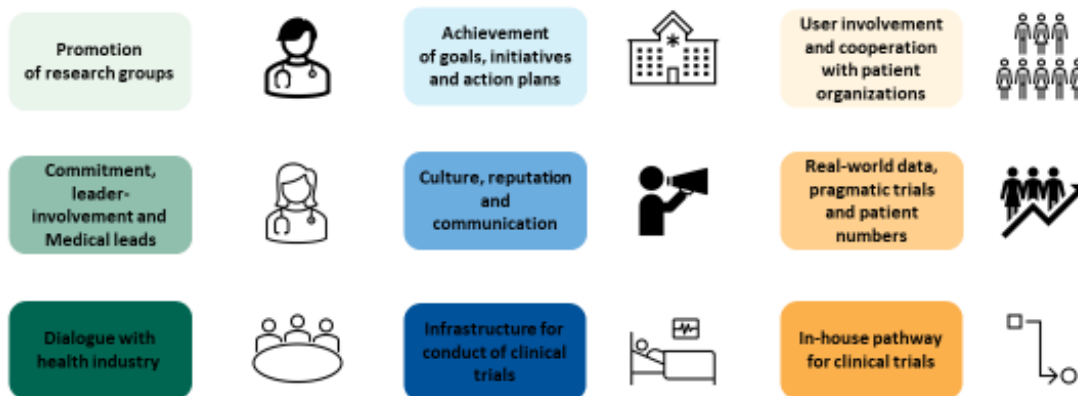 Promotion
of research groups
Achievement
of goals, initiatives
and action plans
User involvement
and cooperation
with patient
organizations
Commitment,
leader-
involvement and
Medical leads
Culture, reputation
and
communication
Real-world data,
pragmatic trials
and patient
numbers
Dialogue with
health industry
Infrastructure for
conduct of clinical
trials
In-house pathway
for clinical trials